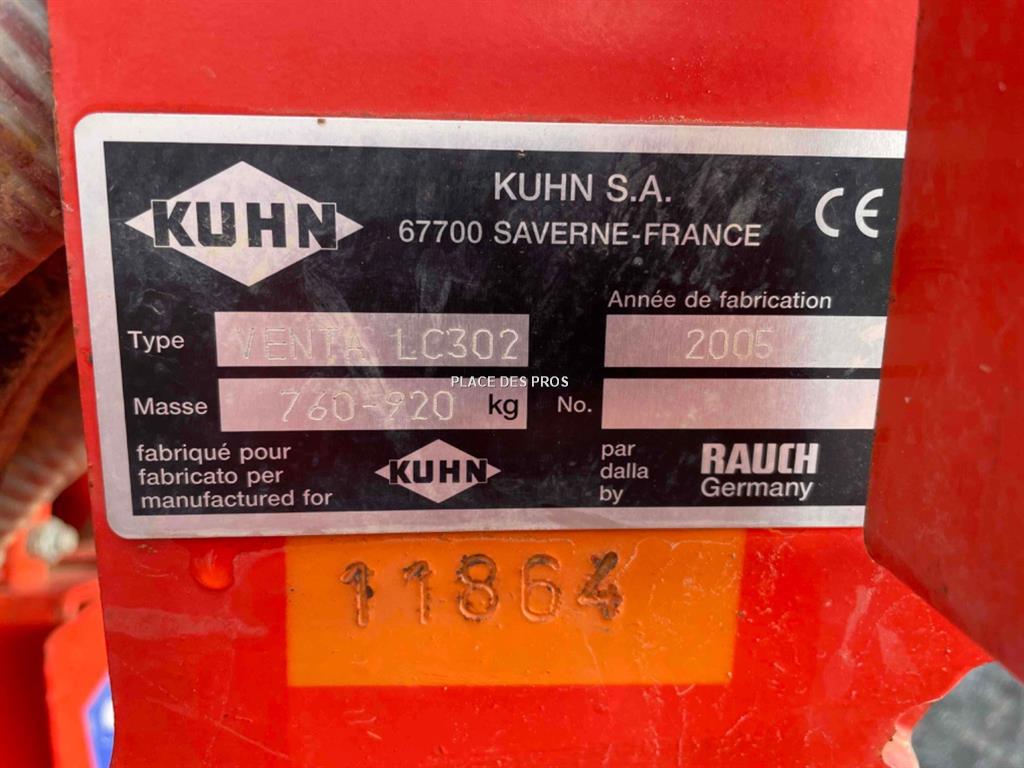 KUHN
KUHN S.A.
67700 SAVERNE-FRANCE
CE
Année de fabrication
Type VENTA LC302 2005
PLACE DES PROS
Masse 760-920 kg No.
fabriqué pour
fabricato per
manufactured for
KUHN
par
dalla
by
RAUCH
Germany
11864